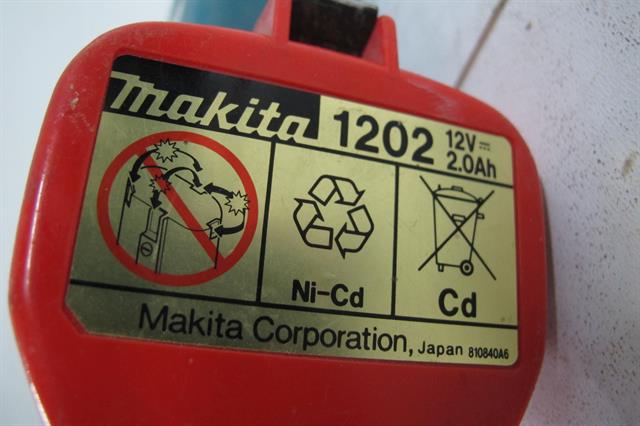 makita 1202 12V⎓ 2.0Ah
Ni-Cd
Cd
Makita Corporation, Japan 810840A6